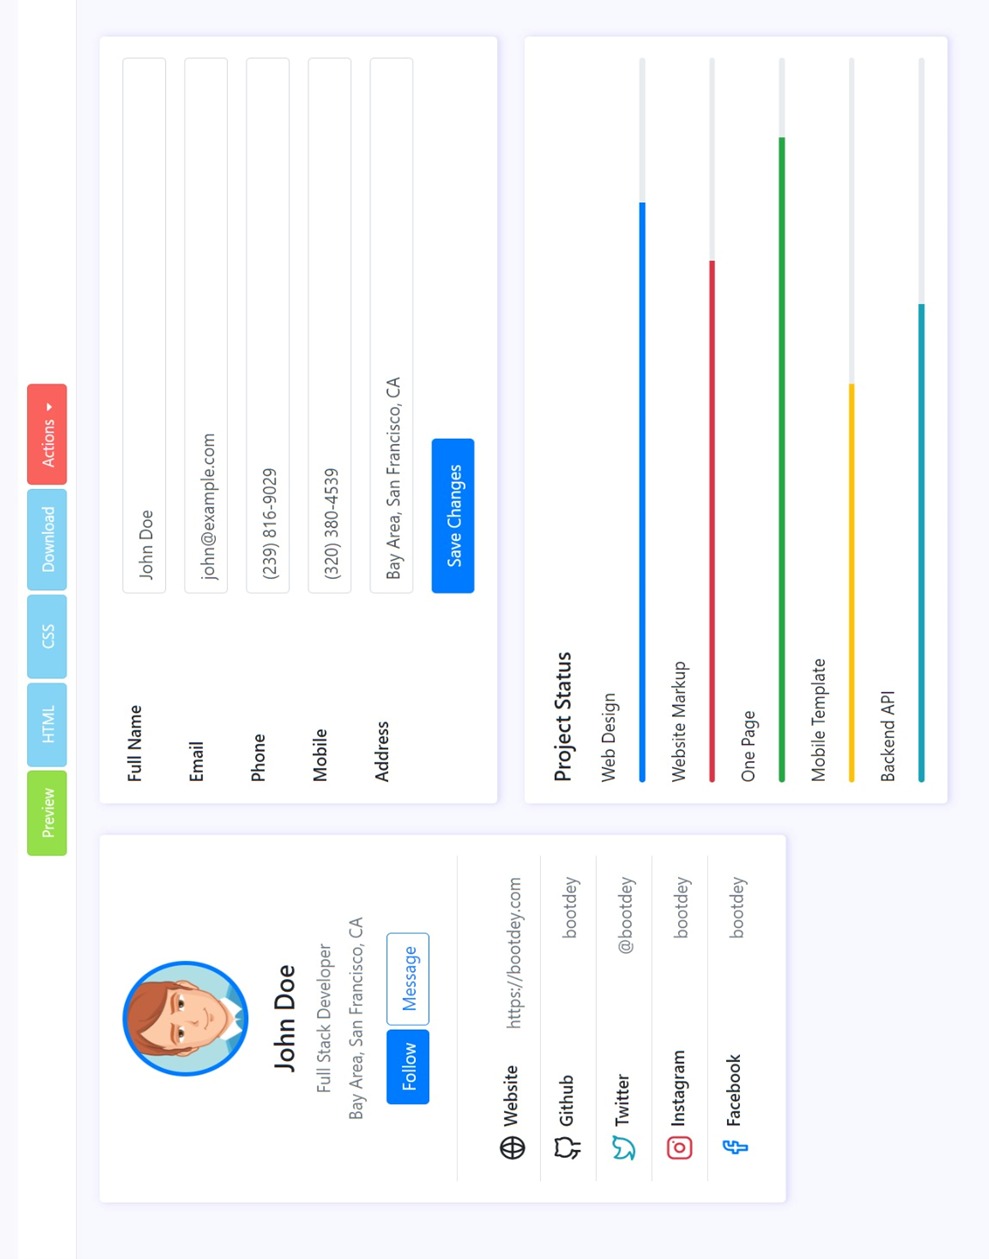 Preview HTML CSS Download Actions
John Doe
Full Stack Developer
Bay Area, San Francisco, CA
Follow Message
Website https://bootdey.com
Github bootdey
Twitter @bootdey
Instagram bootdey
Facebook bootdey
Full Name John Doe
Email john@example.com
Phone (239) 816-9029
Mobile (320) 380-4539
Address Bay Area, San Francisco, CA
Save Changes
Project Status
Web Design
Website Markup
One Page
Mobile Template
Backend API